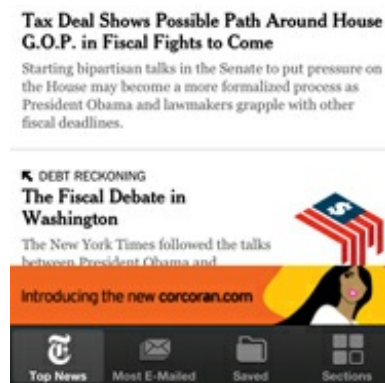 Tax Deal Shows Possible Path Around House
G.O.P. in Fiscal Fights to Come
Starting bipartisan talks in the Senate to put pressure on
the House may become a more formalized process as
President Obama and lawmakers grapple with other
fiscal deadlines.
DEBT RECKONING
The Fiscal Debate in
Washington
$
The New York Times followed the talks
between President Obama and
Introducing the new corcoran.com
T
Top News Most E-Mailed Saved Sections